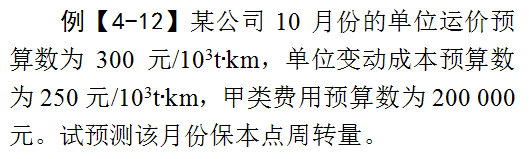 例【4-12】某公司 10 月份的单位运价预
算数为 300 元/10³t·km，单位变动成本预算数
为 250 元/10³t·km，甲类费用预算数为 200 000
元。试预测该月份保本点周转量。